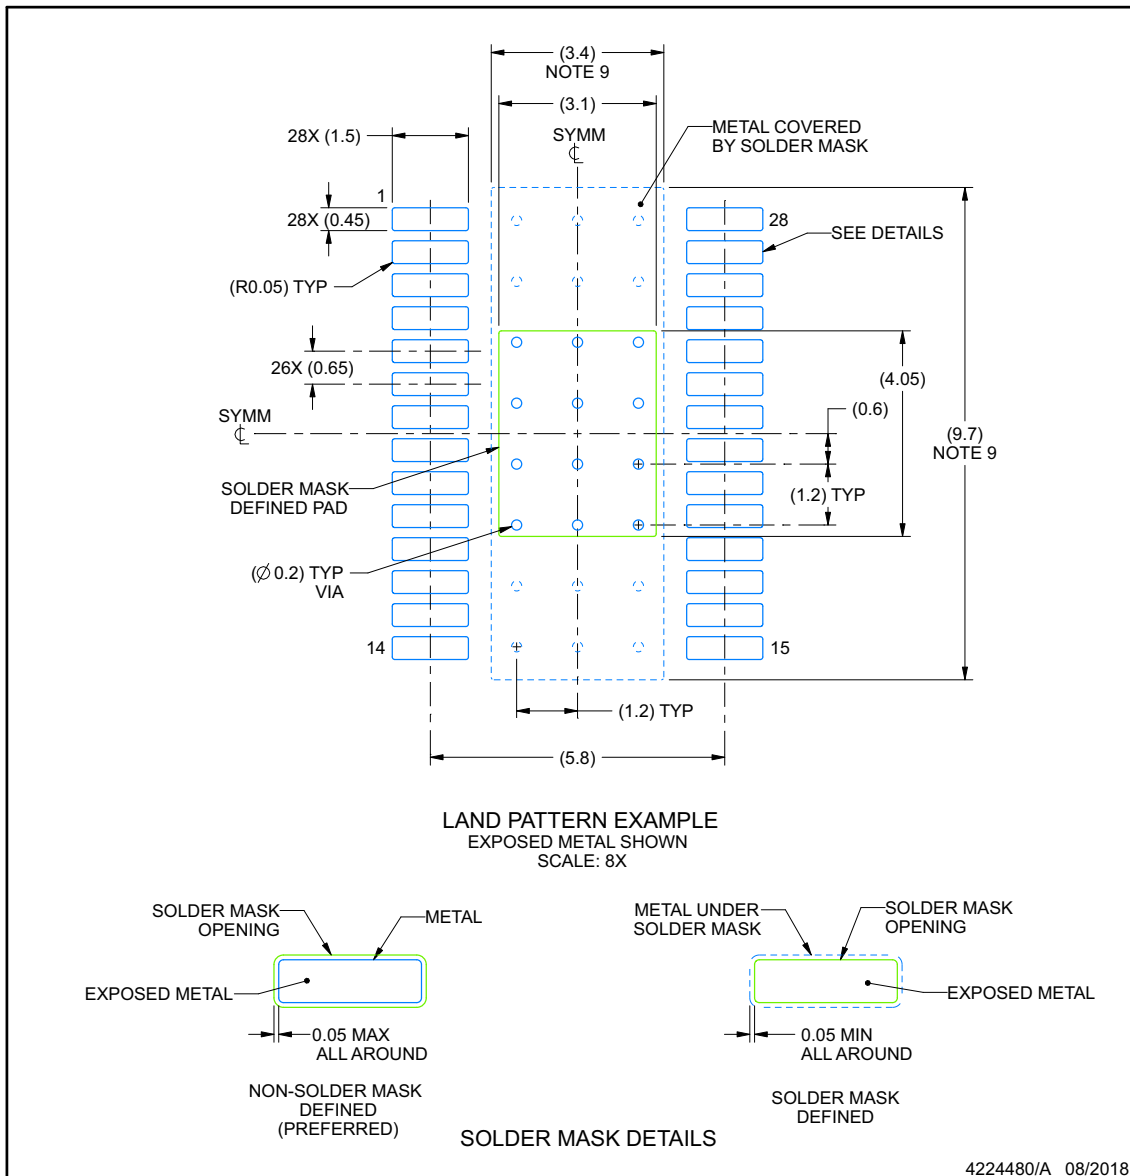 (3.4)
NOTE 9
(3.1)
SYMM
℄
METAL COVERED
BY SOLDER MASK
28X (1.5)
1
28X (0.45)
28
SEE DETAILS
(R0.05) TYP
26X (0.65)
(4.05)
(0.6)
SYMM
℄
(9.7)
NOTE 9
SOLDER MASK
DEFINED PAD
(1.2) TYP
(∅ 0.2) TYP
VIA
14
15
(1.2) TYP
(5.8)
LAND PATTERN EXAMPLE
EXPOSED METAL SHOWN
SCALE: 8X
SOLDER MASK
OPENING
METAL
EXPOSED METAL
0.05 MAX
ALL AROUND
NON-SOLDER MASK
DEFINED
(PREFERRED)
METAL UNDER
SOLDER MASK
SOLDER MASK
OPENING
EXPOSED METAL
0.05 MIN
ALL AROUND
SOLDER MASK
DEFINED
SOLDER MASK DETAILS
4224480/A 08/2018